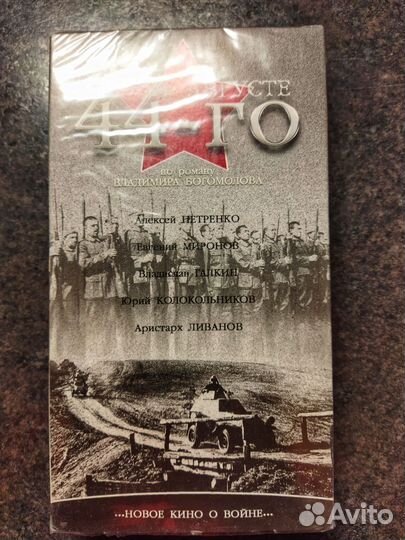 44-ГО
по роману
ВЛАДИМИРА БОГОМОЛОВА
Алексей ПЕТРЕНКО
Евгений МИРОНОВ
Владислав ГАЛКИН
Юрий КОЛОКОЛЬНИКОВ
Аристарх ЛИВАНОВ
...НОВОЕ КИНО О ВОЙНЕ...
Avito